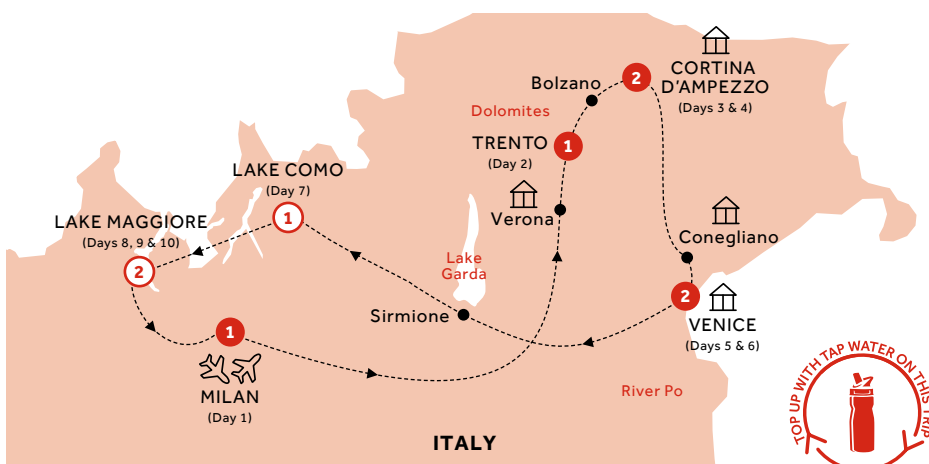 CORTINA
D'AMPEZZO
(Days 3 & 4)
2
Bolzano
Dolomites
TRENTO
(Day 2)
1
LAKE COMO
(Day 7)
1
Verona
LAKE MAGGIORE
(Days 8, 9 & 10)
2
Conegliano
Lake
Garda
Sirmione
2
VENICE
(Days 5 & 6)
1
MILAN
(Day 1)
River Po
ITALY
TOP UP WITH TAP WATER ON THIS TRIP